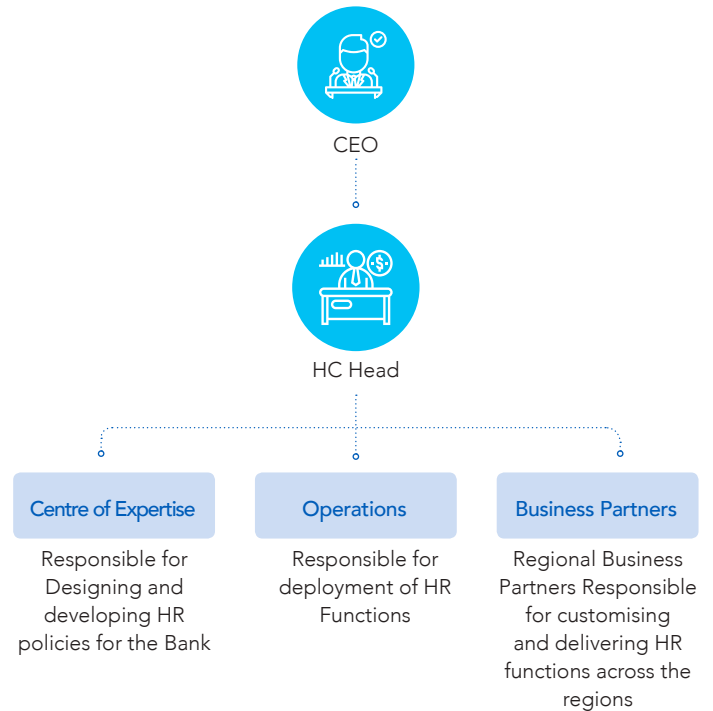 CEO
HC Head
Centre of Expertise
Responsible for
Designing and
developing HR
policies for the Bank
Operations
Responsible for
deployment of HR
Functions
Business Partners
Regional Business
Partners Responsible
for customising
and delivering HR
functions across the
regions